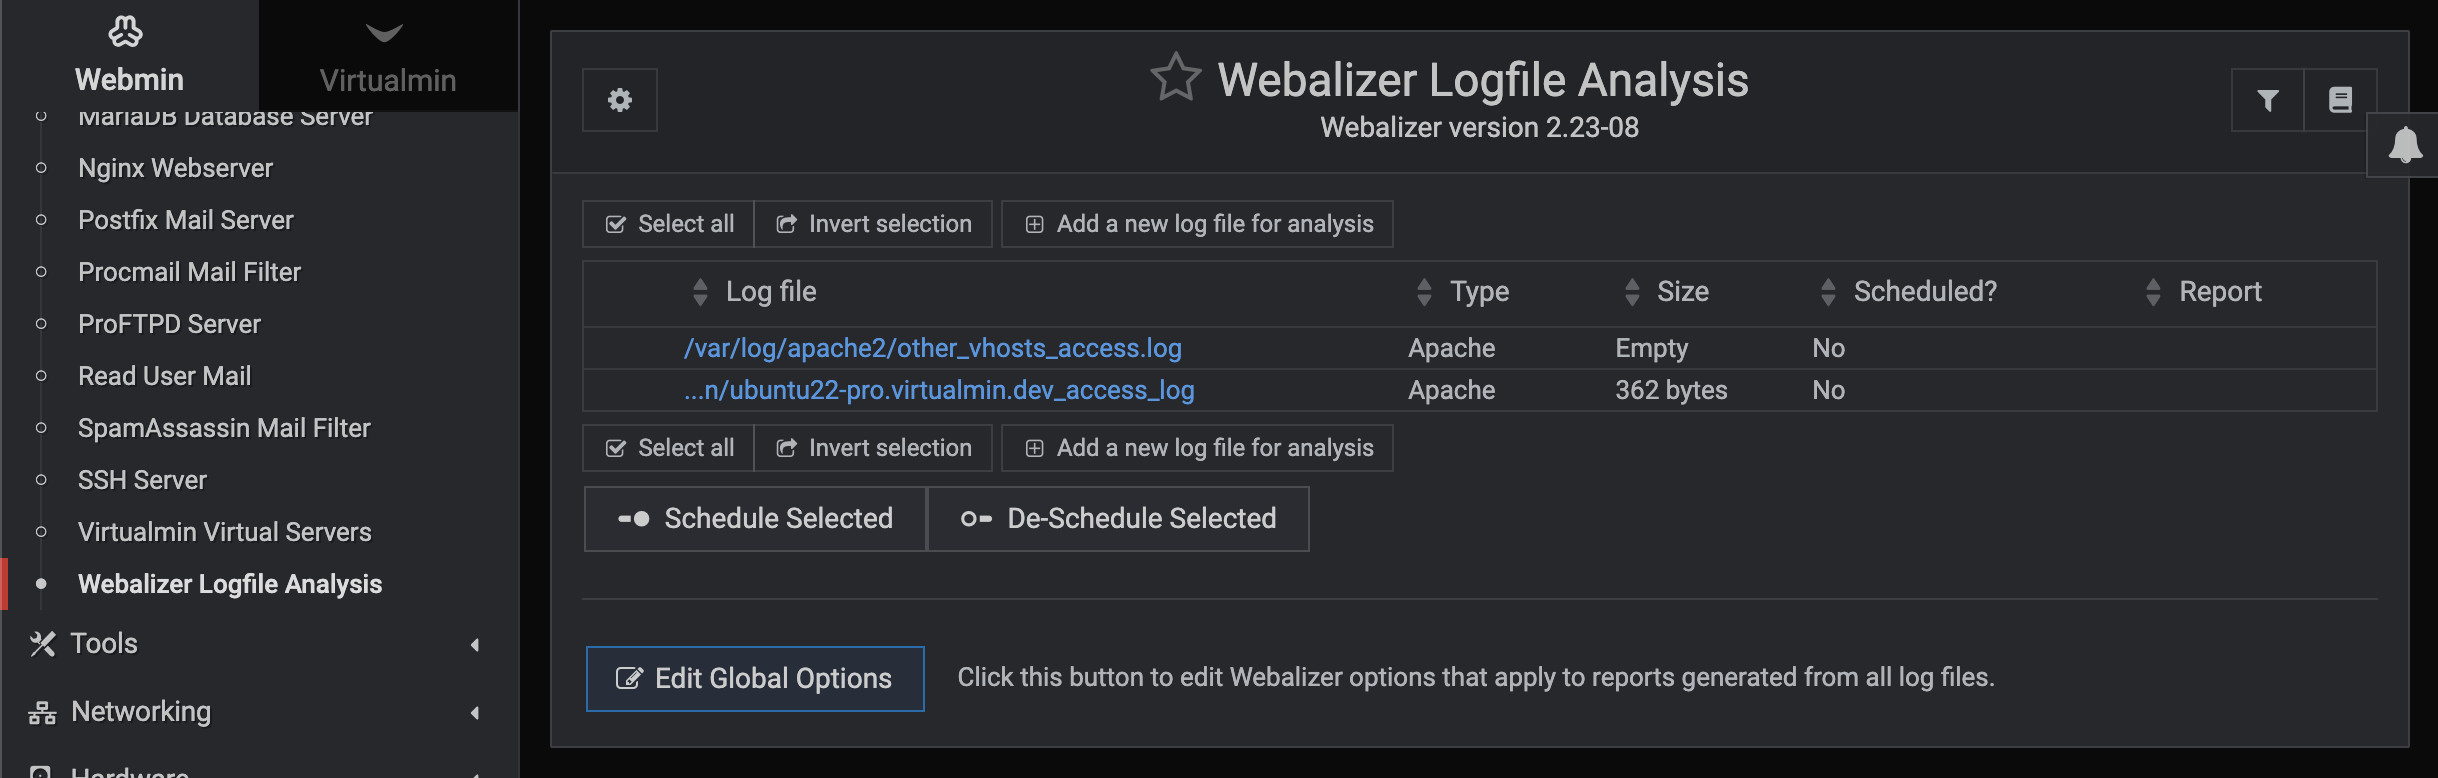 Webmin
Virtualmin
MariaDB Database Server
Nginx Webserver
Postfix Mail Server
Procmail Mail Filter
ProFTPD Server
Read User Mail
SpamAssassin Mail Filter
SSH Server
Virtualmin Virtual Servers
Webalizer Logfile Analysis
Tools
Networking
Hardware
Webalizer Logfile Analysis
Webalizer version 2.23-08
Select all Invert selection Add a new log file for analysis
Log file Type Size Scheduled? Report
/var/log/apache2/other_vhosts_access.log Apache Empty No
...n/ubuntu22-pro.virtualmin.dev_access_log Apache 362 bytes No
Select all Invert selection Add a new log file for analysis
Schedule Selected De-Schedule Selected
Edit Global Options Click this button to edit Webalizer options that apply to reports generated from all log files.